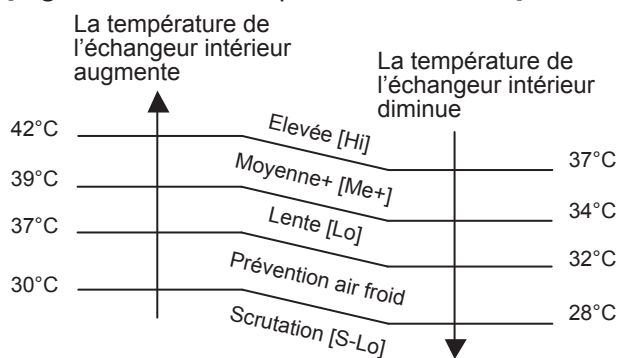 La température de
l'échangeur intérieur
augmente
La température de
l'échangeur intérieur
diminue
42°C
Elevée [Hi]
37°C
39°C
Moyenne+ [Me+]
34°C
37°C
Lente [Lo]
32°C
30°C
Prévention air froid
28°C
Scrutation [S-Lo]